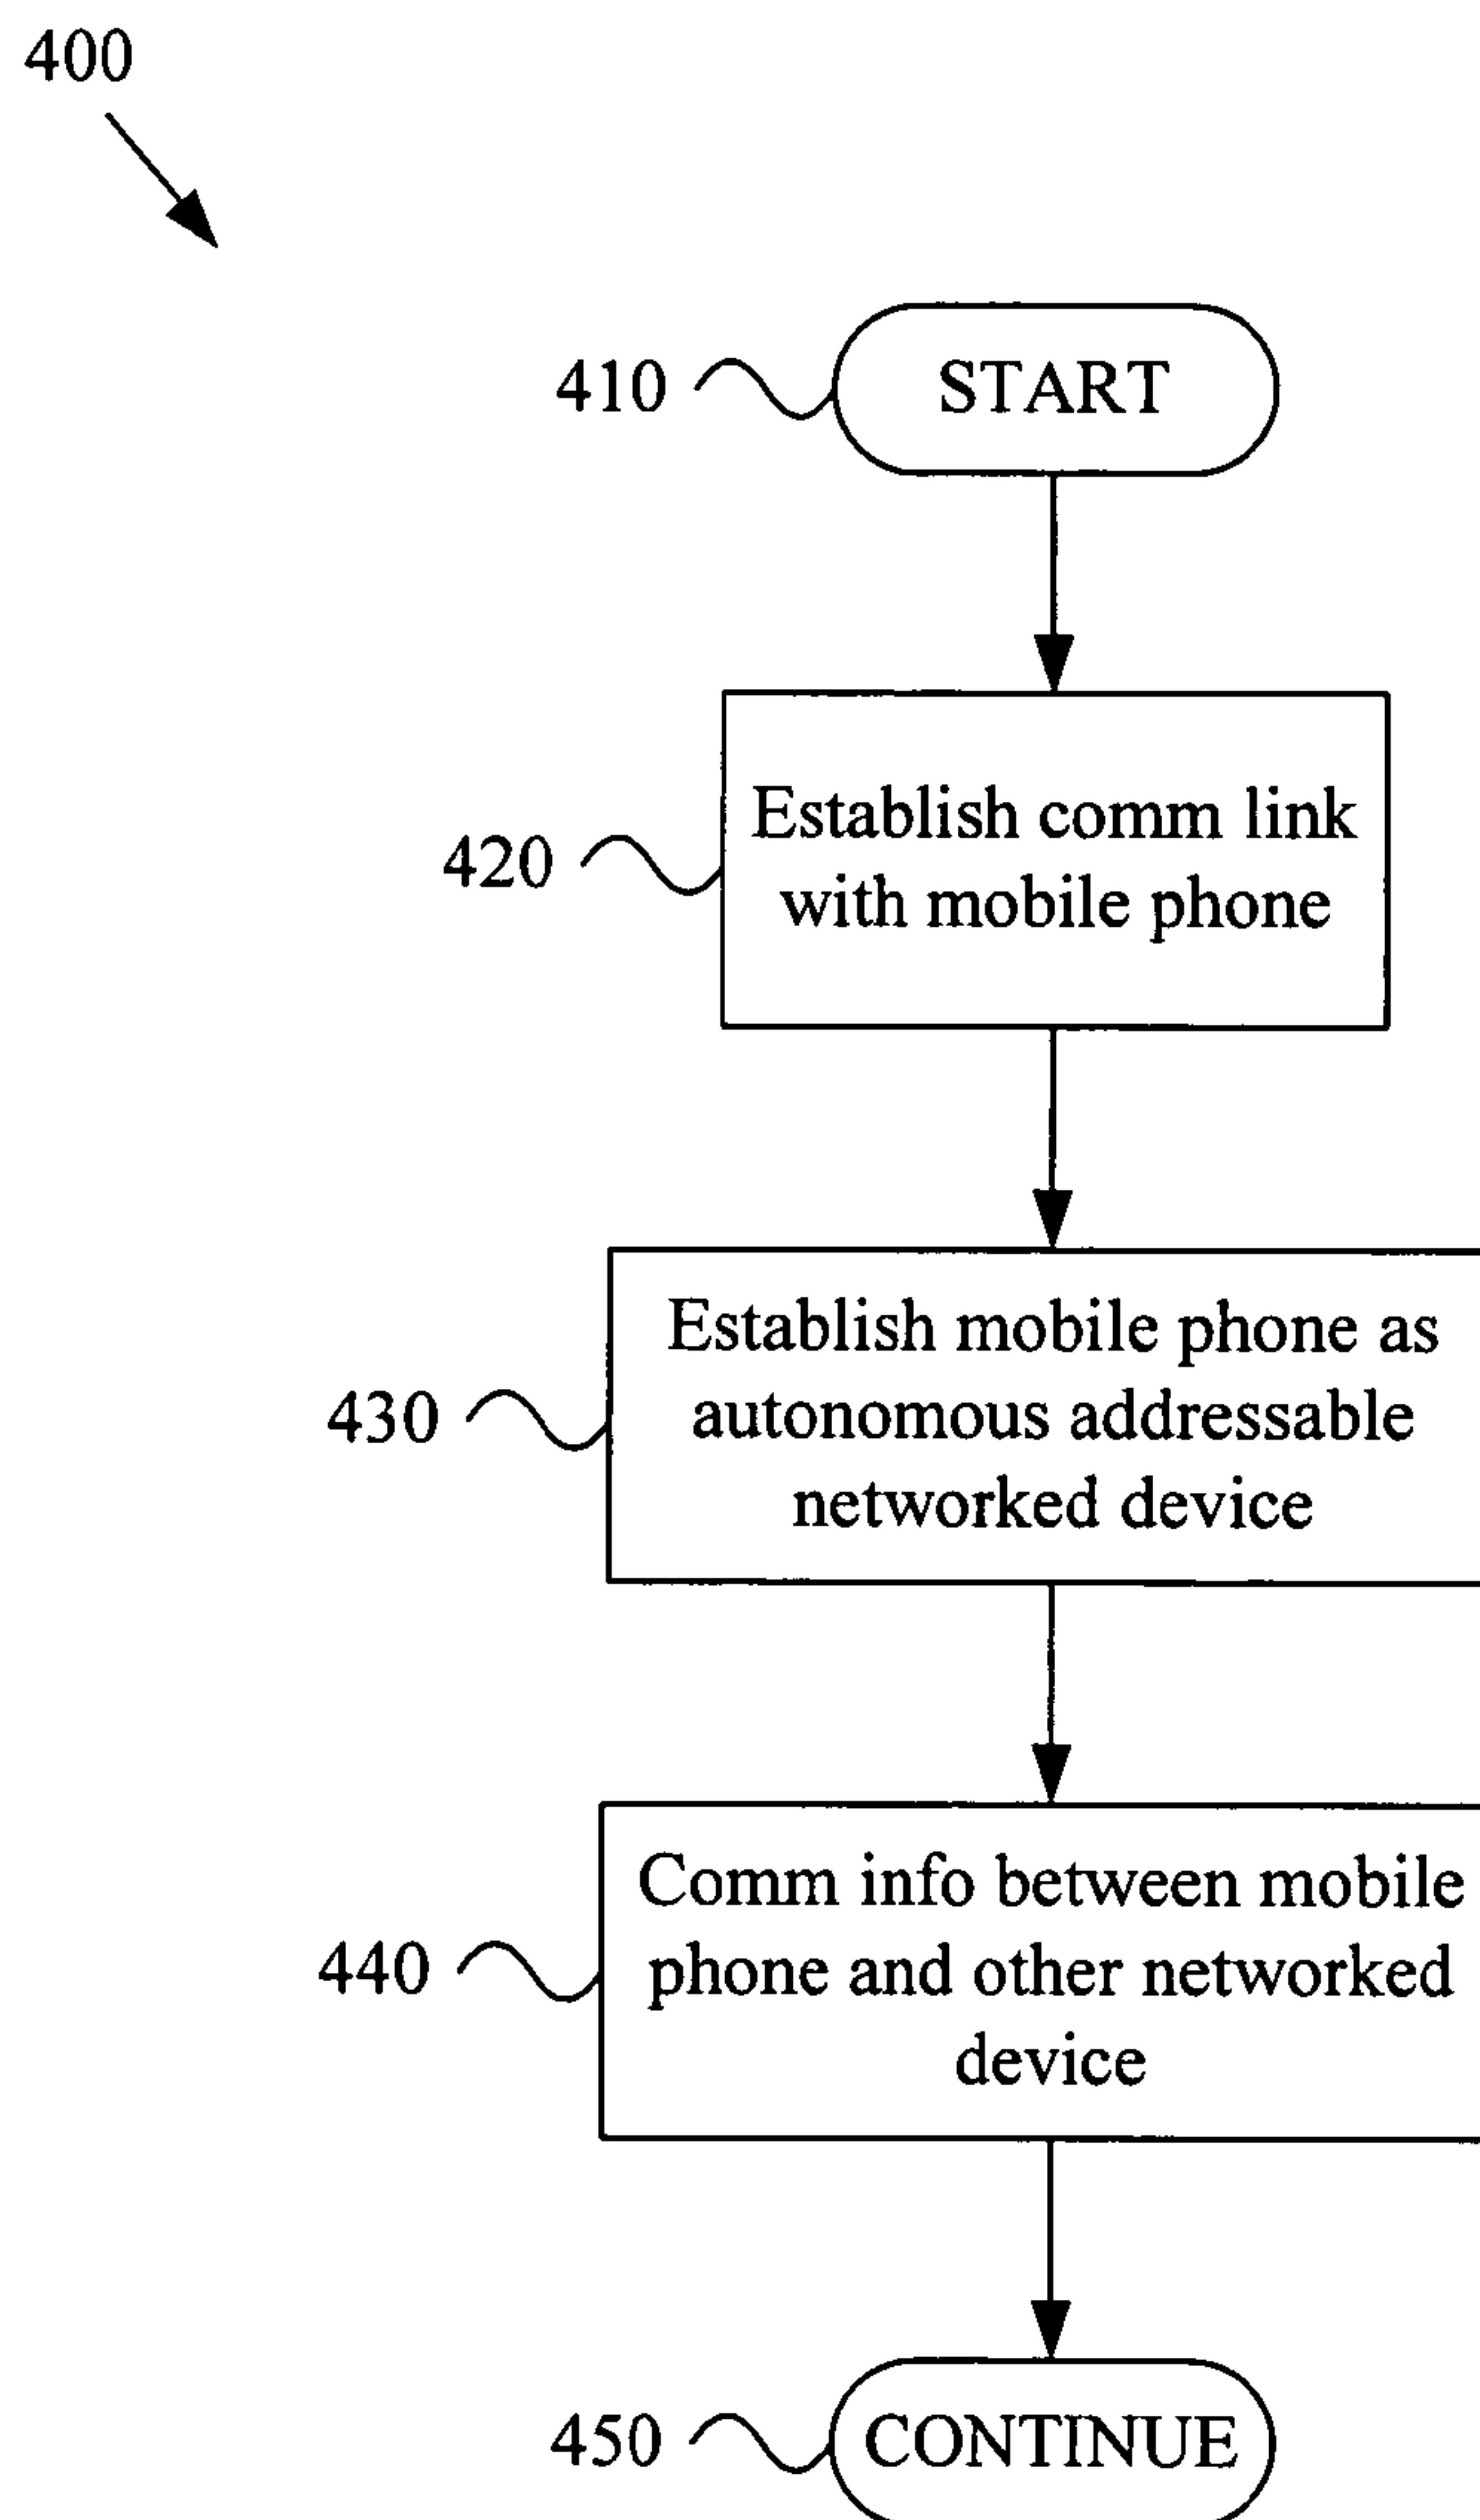 400
410
START
420
Establish comm link
with mobile phone
430
Establish mobile phone as
autonomous addressable
networked device
440
Comm info between mobile
phone and other networked
device
450
CONTINUE